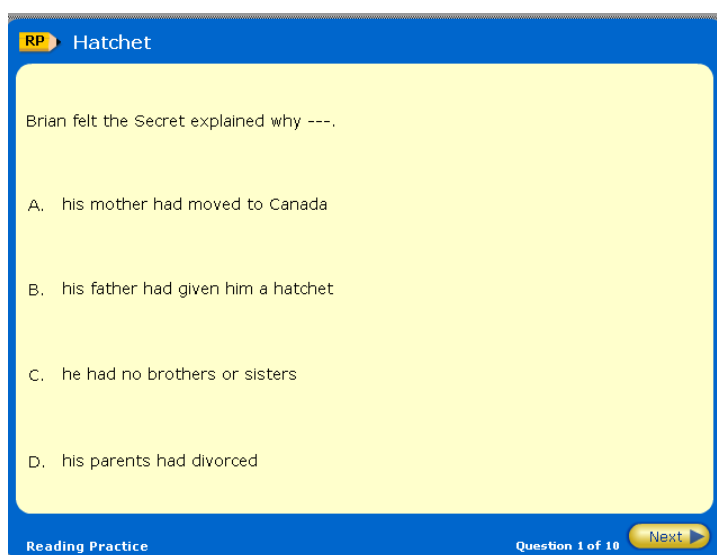 RP Hatchet
Brian felt the Secret explained why ---.
A. his mother had moved to Canada
B. his father had given him a hatchet
C. he had no brothers or sisters
D. his parents had divorced
Reading Practice Question 1 of 10 Next